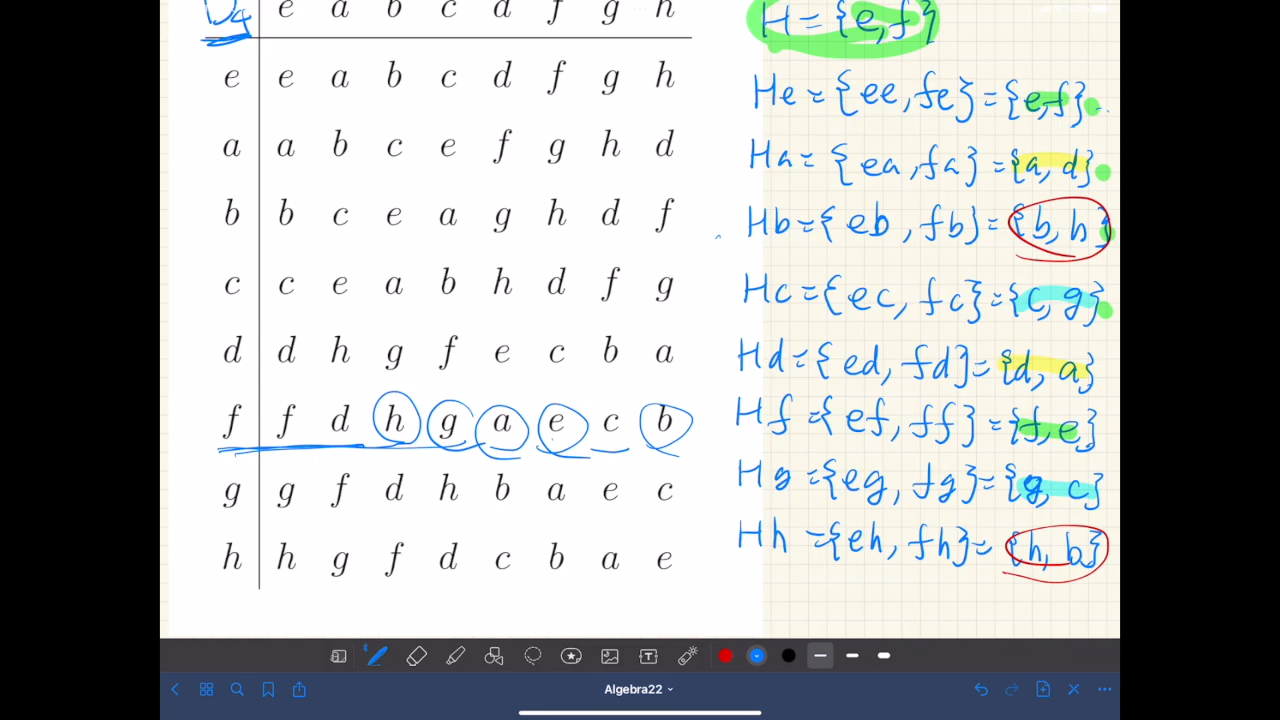 D4 e a b c d f g h
e e a b c d f g h
a a b c e f g h d
b b c e a g h d f
c c e a b h d f g
d d h g f e c b a
f f d h g a e c b
g g f d h b a e c
h h g f d c b a e
H = {e, f}
He = {ee, fe} = {e, f}
Ha = {ea, fa} = {a, d}
Hb = {eb, fb} = {b, h}
Hc = {ec, fc} = {c, g}
Hd = {ed, fd} = {d, a}
Hf = {ef, ff} = {f, e}
Hg = {eg, fg} = {g, c}
Hh = {eh, fh} = {h, b}
Algebra22